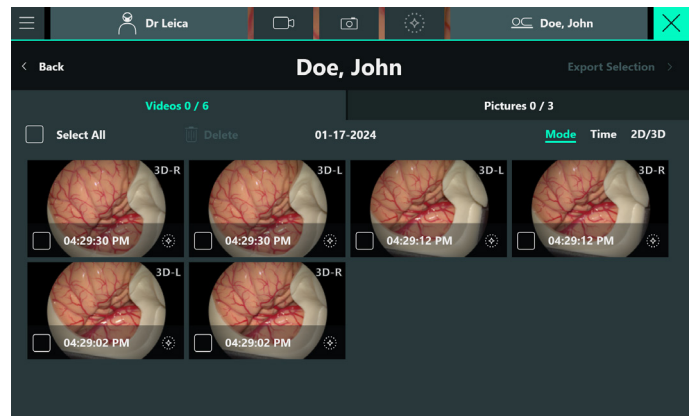 Dr Leica
Doe, John
Back
Doe, John
Export Selection
Videos 0 / 6
Pictures 0 / 3
Select All
Delete
01-17-2024
Mode Time 2D/3D
3D-R
04:29:30 PM
3D-L
04:29:30 PM
3D-L
04:29:12 PM
3D-R
04:29:12 PM
3D-L
04:29:02 PM
3D-R
04:29:02 PM